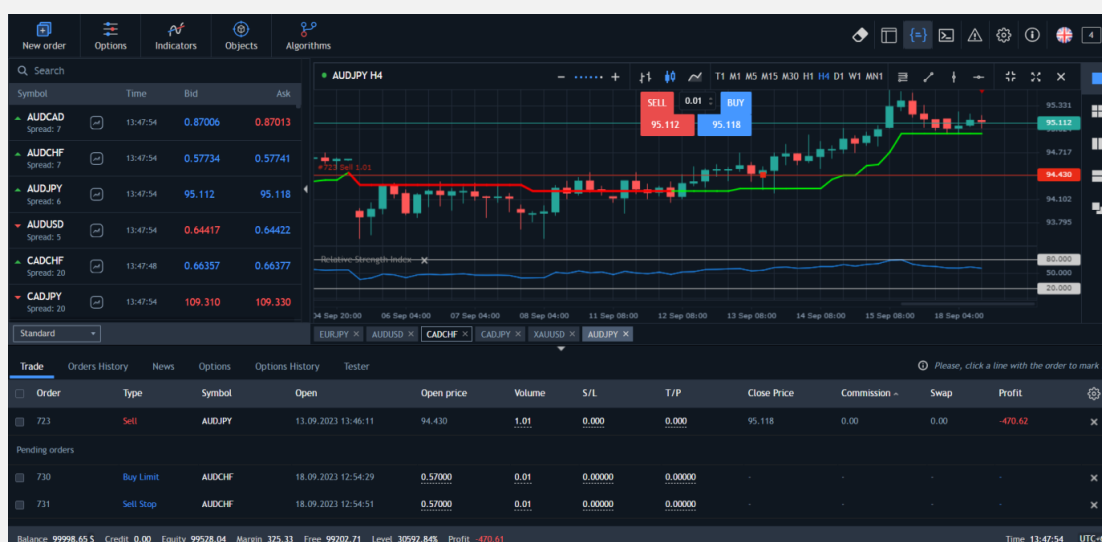 New order Options Indicators Objects Algorithms 4
Search
Symbol Time Bid Ask
AUDCAD 13:47:54 0.87006 0.87013
Spread: 7
AUDCHF 13:47:54 0.57734 0.57741
Spread: 7
AUDJPY 13:47:54 95.112 95.118
Spread: 6
AUDUSD 13:47:54 0.64417 0.64422
Spread: 5
CADCHF 13:47:48 0.66357 0.66377
Spread: 20
CADJPY 13:47:54 109.310 109.330
Spread: 20
Standard
AUDJPY H4 T1 M1 M5 M15 M30 H1 H4 D1 W1 MN1
SELL 0.01 BUY
95.112 95.118
#723 Sell 1.01
95.331
95.112
94.717
94.430
94.102
93.795
Relative Strength Index
80.000
50.000
20.000
04 Sep 20:00 06 Sep 04:00 07 Sep 04:00 08 Sep 04:00 11 Sep 08:00 12 Sep 08:00 13 Sep 08:00 14 Sep 08:00 15 Sep 08:00 18 Sep 04:00
EURJPY AUDUSD CADCHF CADJPY XAUUSD AUDJPY
Trade Orders History News Options Options History Tester Please, click a line with the order to mark
Order Type Symbol Open Open price Volume S/L T/P Close Price Commission Swap Profit
723 Sell AUDJPY 13.09.2023 13:46:11 94.430 1.01 0.000 0.000 95.118 0.00 0.00 -470.62
Pending orders
730 Buy Limit AUDCHF 18.09.2023 12:54:29 0.57000 0.01 0.00000 0.00000 - - - -
731 Sell Stop AUDCHF 18.09.2023 12:54:51 0.57000 0.01 0.00000 0.00000 - - - -
Balance 99998.65 $ Credit 0.00 Equity 99528.04 Margin 325.33 Free 99202.71 Level 30592.84% Profit -470.61 Time 13:47:54